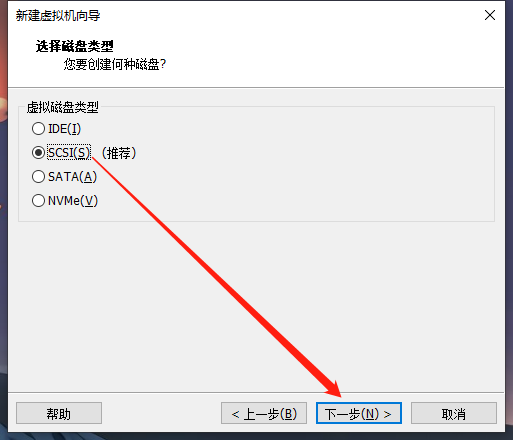 新建虚拟机向导
选择磁盘类型
您要创建何种磁盘?
虚拟磁盘类型
IDE(I)
SCSI(S) （推荐）
SATA(A)
NVMe(V)
帮助 < 上一步(B) 下一步(N) > 取消